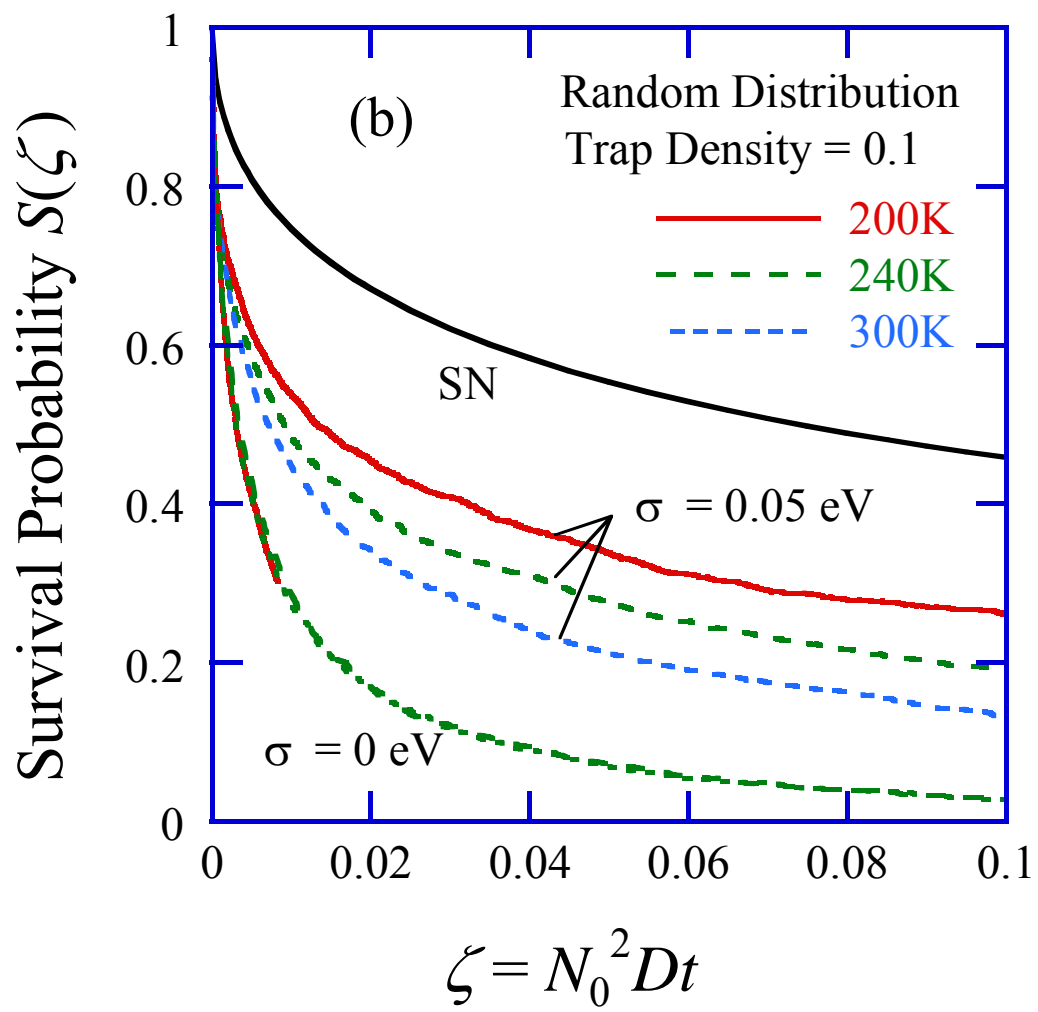 Survival Probability S(ζ)
1
0.8
0.6
0.4
0.2
0
(b)
Random Distribution
Trap Density = 0.1
200K
240K
300K
SN
σ = 0.05 eV
σ = 0 eV
0 0.02 0.04 0.06 0.08 0.1
ζ = N₀²Dt